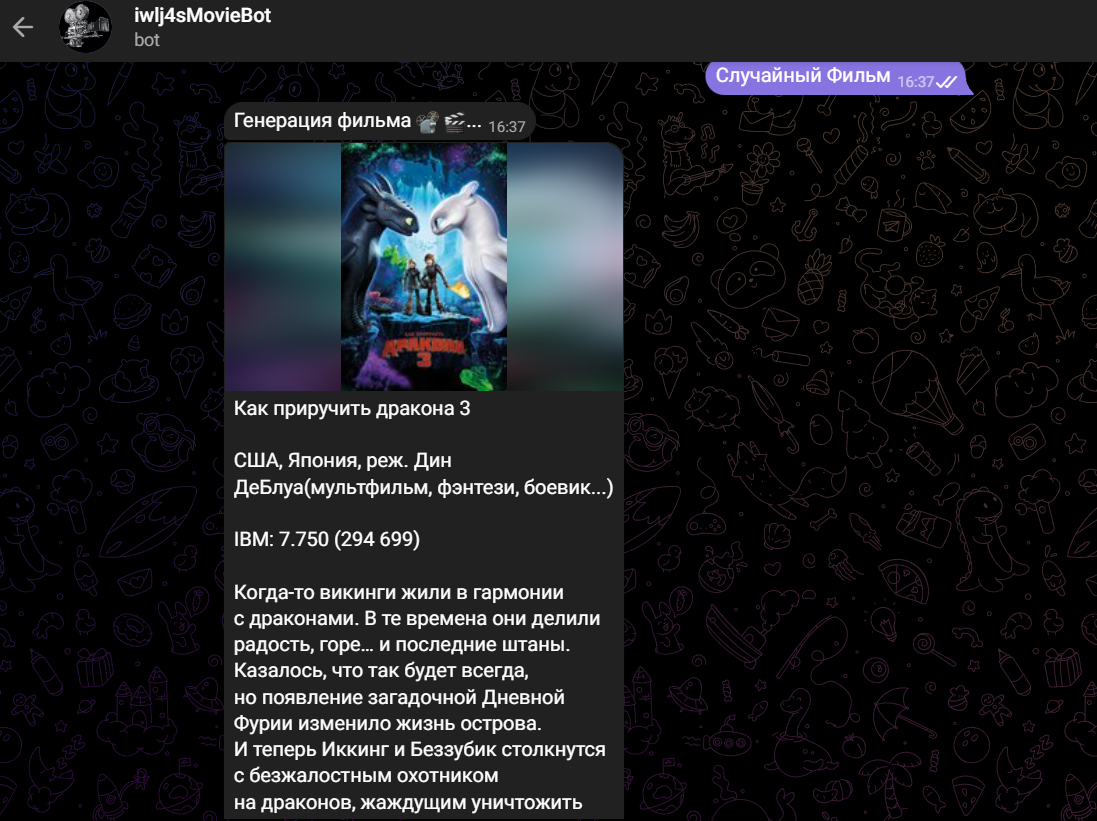 iwlj4sMovieBot
bot
Случайный Фильм 16:37
Генерация фильма 📽🎬... 16:37
КАК ПРИРУЧИТЬ
ДРАКОНА
3
Как приручить дракона 3
США, Япония, реж. Дин
ДеБлуа(мультфильм, фэнтези, боевик...)
IBM: 7.750 (294 699)
Когда-то викинги жили в гармонии
с драконами. В те времена они делили
радость, горе… и последние штаны.
Казалось, что так будет всегда,
но появление загадочной Дневной
Фурии изменило жизнь острова.
И теперь Иккинг и Беззубик столкнутся
с безжалостным охотником
на драконов, жаждущим уничтожить